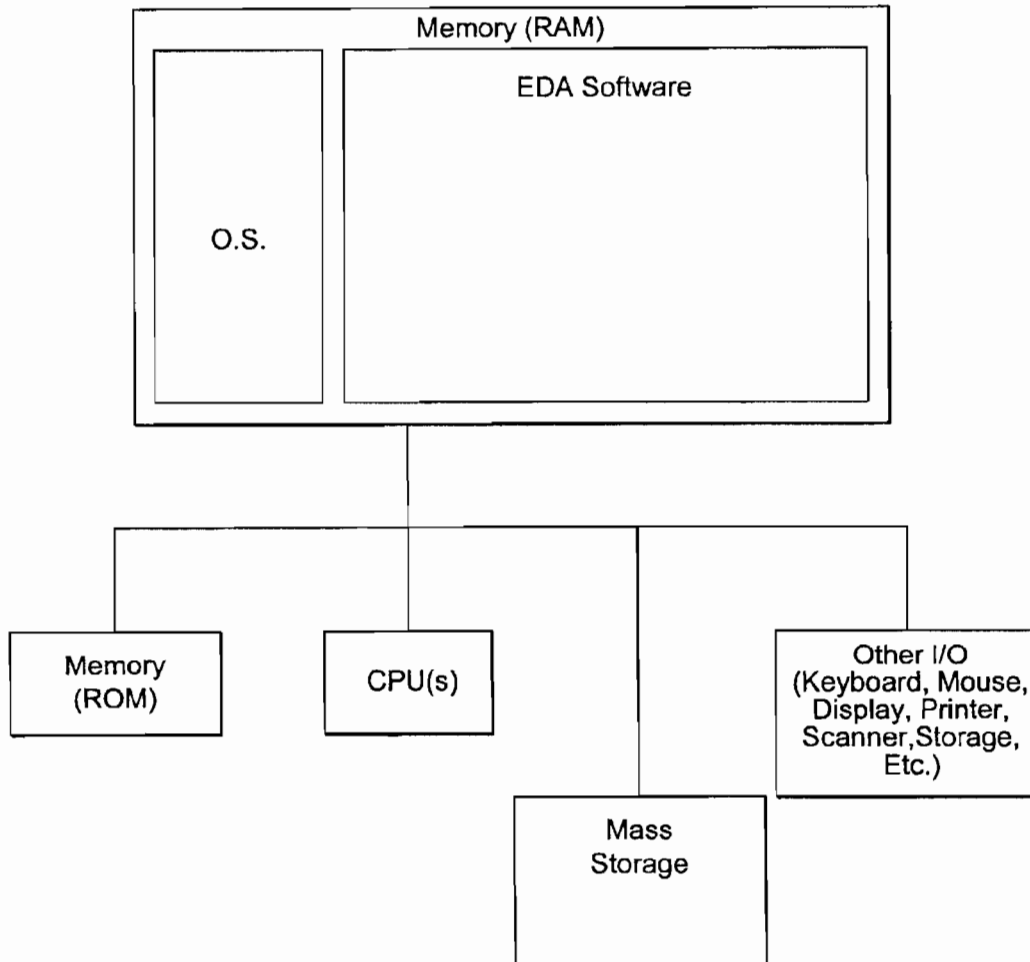 Memory (RAM)
EDA Software
O.S.
Memory
(ROM)
CPU(s)
Other I/O
(Keyboard, Mouse,
Display, Printer,
Scanner,Storage,
Etc.)
Mass
Storage